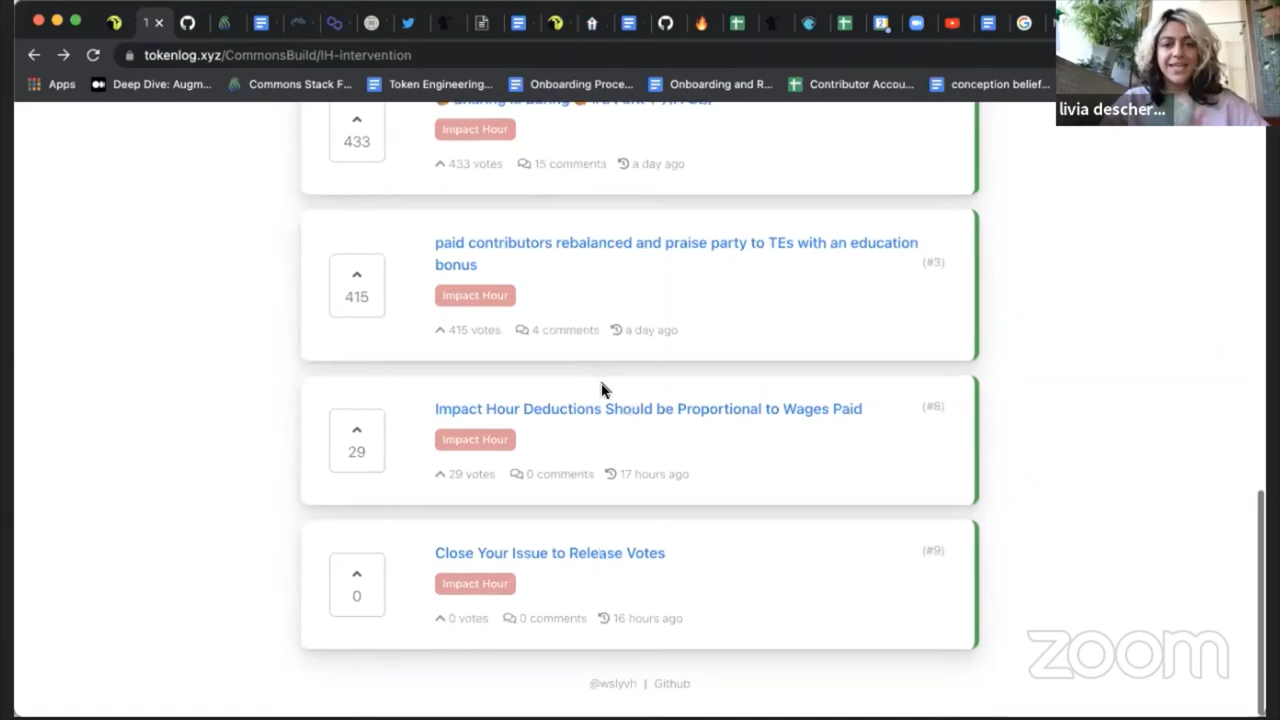 tokenlog.xyz/CommonsBuild/IH-intervention
Apps Deep Dive: Augm... Commons Stack F... Token Engineering... Onboarding Proce... Onboarding and R... Contributor Accou... conception belief...
livia descher...
433
Impact Hour
433 votes 15 comments a day ago
paid contributors rebalanced and praise party to TEs with an education
bonus
(#3)
415
Impact Hour
415 votes 4 comments a day ago
Impact Hour Deductions Should be Proportional to Wages Paid (#8)
29
Impact Hour
29 votes 0 comments 17 hours ago
Close Your Issue to Release Votes (#9)
0
Impact Hour
0 votes 0 comments 16 hours ago
zoom
@wslyvh | Github